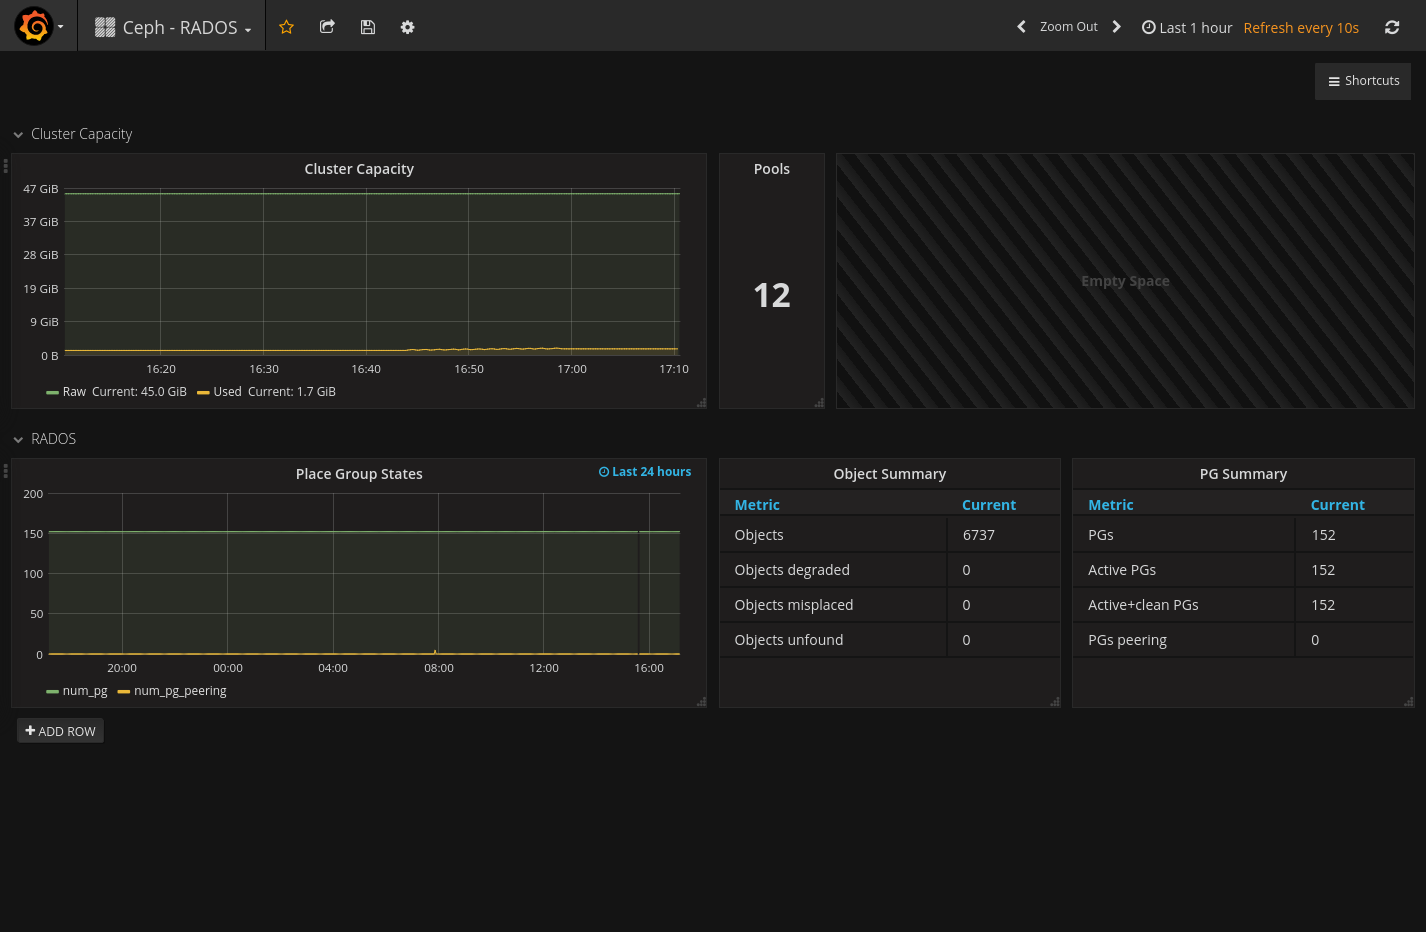 Ceph - RADOS
Zoom Out
Last 1 hour Refresh every 10s
Shortcuts
Cluster Capacity
Cluster Capacity
47 GiB
37 GiB
28 GiB
19 GiB
9 GiB
0 B
16:20 16:30 16:40 16:50 17:00 17:10
Raw Current: 45.0 GiB Used Current: 1.7 GiB
Pools
12
Empty Space
RADOS
Place Group States
Last 24 hours
200
150
100
50
0
20:00 00:00 04:00 08:00 12:00 16:00
num_pg num_pg_peering
Object Summary
Metric Current
Objects 6737
Objects degraded 0
Objects misplaced 0
Objects unfound 0
PG Summary
Metric Current
PGs 152
Active PGs 152
Active+clean PGs 152
PGs peering 0
ADD ROW